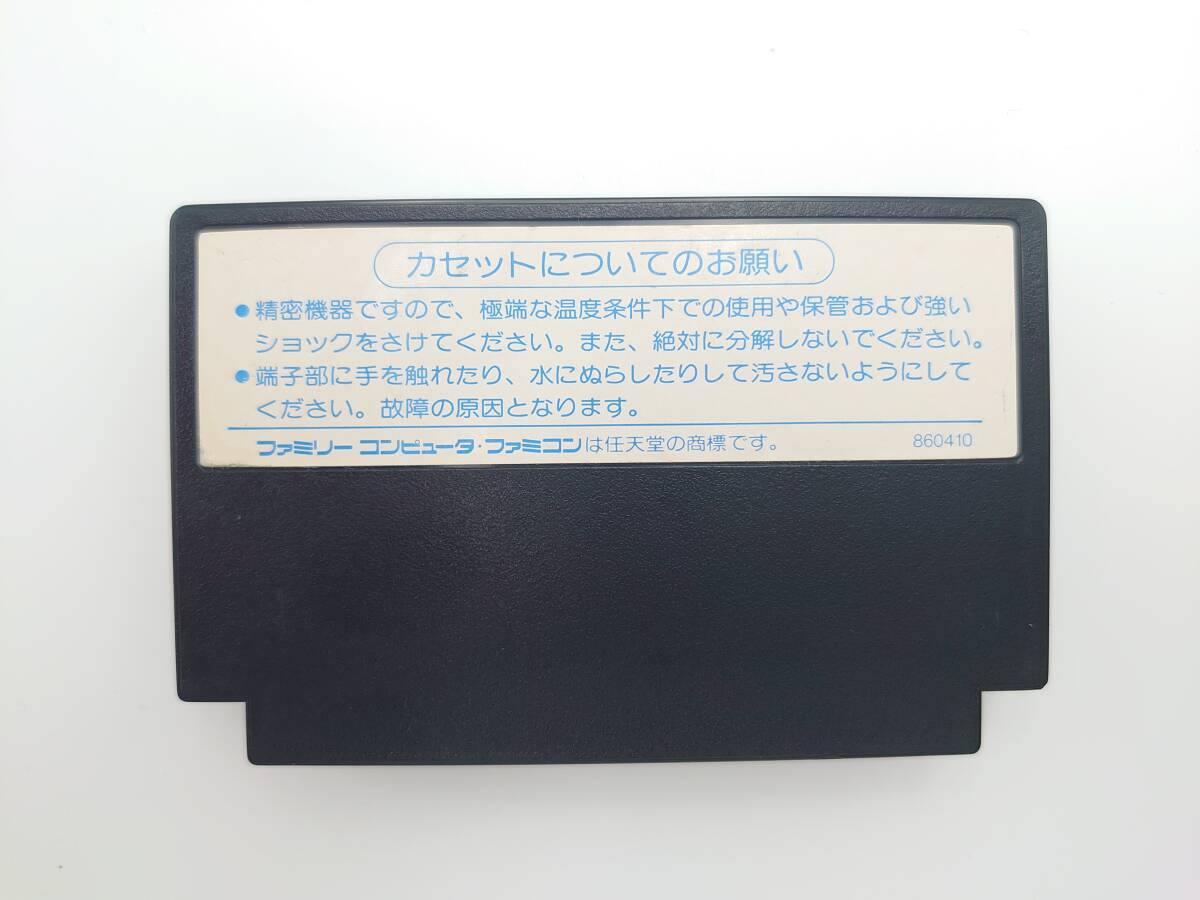 カセットについてのお願い
●精密機器ですので、極端な温度条件下での使用や保管および強い
ショックをさけてください。また、絶対に分解しないでください。
●端子部に手を触れたり、水にぬらしたりして汚さないようにして
ください。故障の原因となります。
ファミリー コンピュータ・ファミコンは任天堂の商標です。 860410